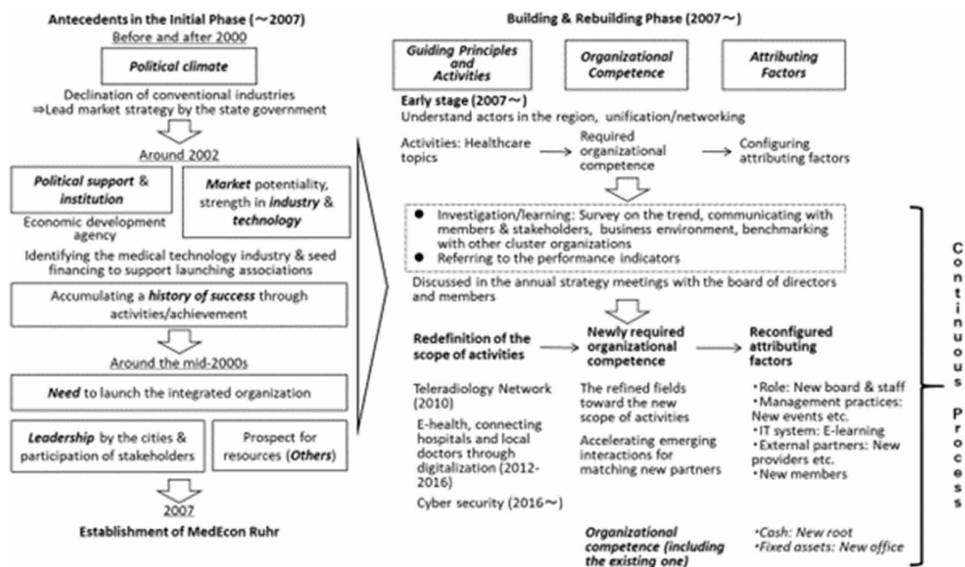 Antecedents in the Initial Phase (~2007)
Before and after 2000
Political climate
Declination of conventional industries
⇒Lead market strategy by the state government
Around 2002
Political support &
institution
Economic development
agency
Market potentiality,
strength in industry &
technology
Identifying the medical technology industry & seed
financing to support launching associations
Accumulating a history of success through
activities/achievement
Around the mid-2000s
Need to launch the integrated organization
Leadership by the cities &
participation of stakeholders
Prospect for
resources (Others)
2007
Establishment of MedEcon Ruhr
Building & Rebuilding Phase (2007~)
Guiding Principles
and
Activities
Organizational
Competence
Attributing
Factors
Early stage (2007~)
Understand actors in the region, unification/networking
Activities: Healthcare
topics
Required
organizational
competence
Configuring
attributing factors
• Investigation/learning: Survey on the trend, communicating with
members & stakeholders, business environment, benchmarking
with other cluster organizations
• Referring to the performance indicators
Discussed in the annual strategy meetings with the board of directors
and members
Redefinition of the
scope of activities
Newly required
organizational
competence
Reconfigured
attributing
factors
Teleradiology Network
(2010)
E-health, connecting
hospitals and local
doctors through
digitalization (2012-
2016)
Cyber security (2016~)
The refined fields
toward the new
scope of activities
Accelerating emerging
interactions for
matching new partners
•Role: New board & staff
•Management practices:
New events etc.
•IT system: E-learning
•External partners: New
providers etc.
•New members
Organizational
competence (including
the existing one)
•Cash: New root
•Fixed assets: New office
Continuous Process